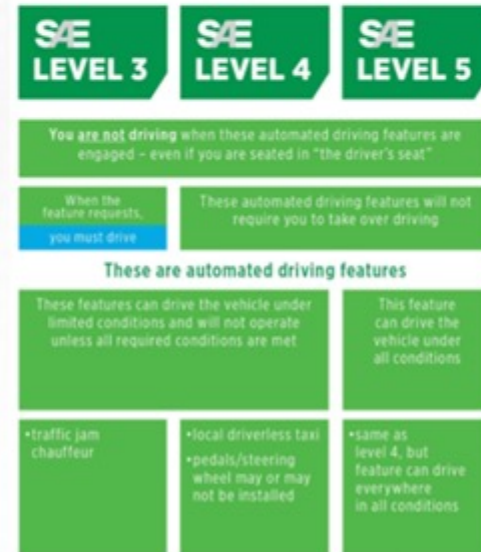 SAE
LEVEL 3
SAE
LEVEL 4
SAE
LEVEL 5
You are not driving when these automated driving features are
engaged – even if you are seated in “the driver’s seat”
When the
feature requests,
you must drive
These automated driving features will not
require you to take over driving
These are automated driving features
These features can drive the vehicle under
limited conditions and will not operate
unless all required conditions are met
This feature
can drive the
vehicle under
all conditions
•traffic jam
chauffeur
•local driverless taxi
•pedals/steering
wheel may or may
not be installed
•same as
level 4, but
feature can drive
everywhere
in all conditions